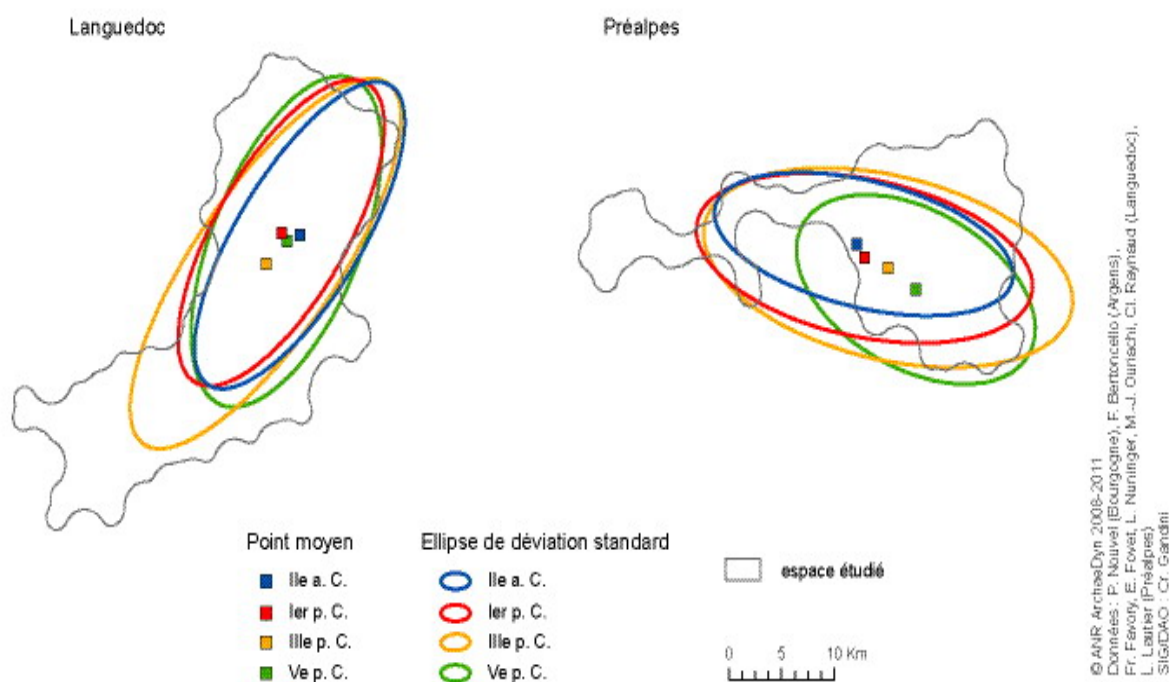 Languedoc
Préalpes
Point moyen
IIe a. C.
Ier p. C.
IIIe p. C.
Ve p. C.
Ellipse de déviation standard
IIe a. C.
Ier p. C.
IIIe p. C.
Ve p. C.
espace étudié
0 5 10 Km
© ANR ArchaeDyn 2008-2011
Données : P. Nouvel (Bourgogne), F. Bertoncello (Argens),
Fr. Favory, E. Fovet, L. Nuninger, M.-J. Ouriachi, Cl. Raynaud (Languedoc),
L. Lautier (Préalpes)
SIG/DAO : Cr. Gandini